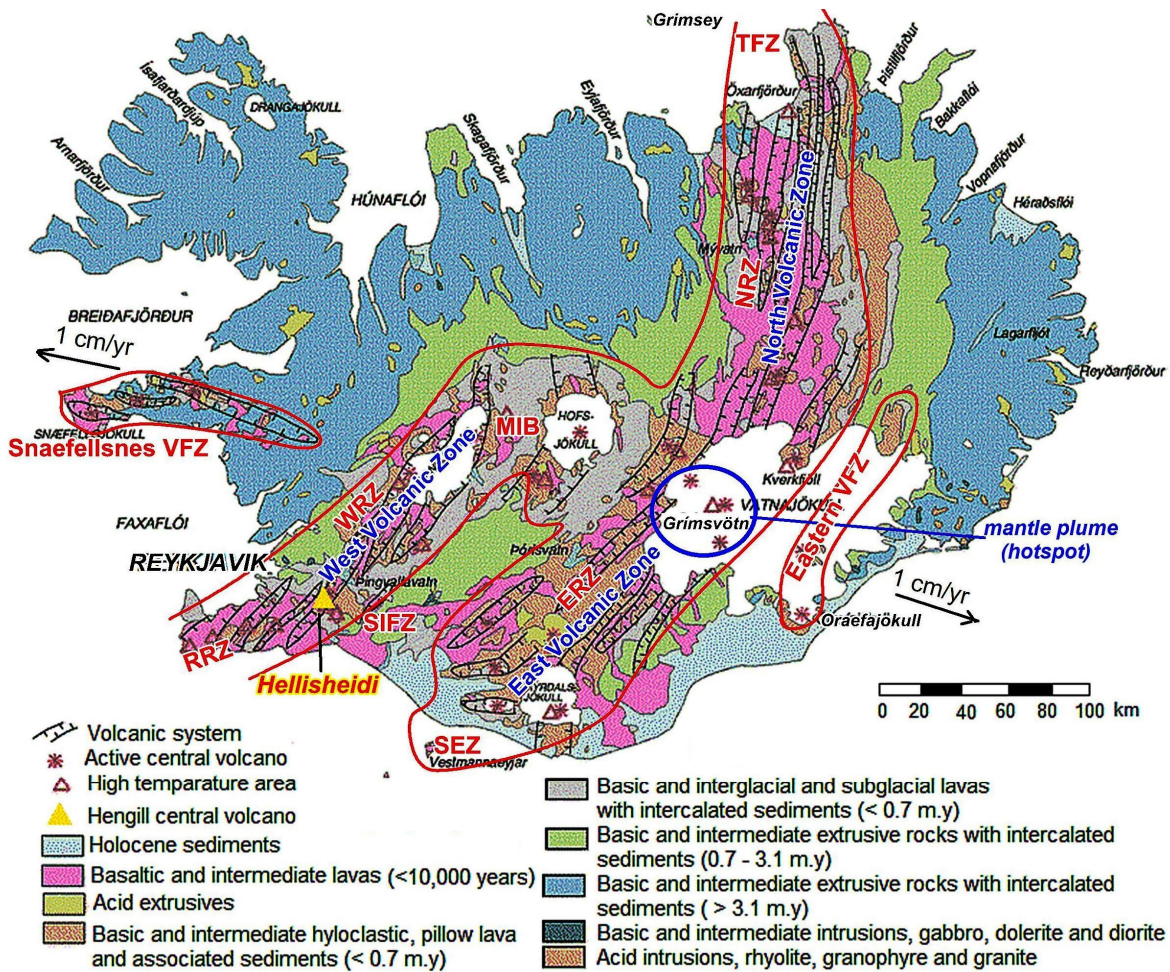 Grímsey
TFZ
Ísafjarðardjúp
DRANGAJÖKULL
Arnarfjörður
Skagafjörður
Eyjafjörður
Öxarfjörður
Þistilfjörður
Bakkaflói
Vopnafjörður
Héraðsflói
HÚNAFLÓI
Mývatn
NRZ
North Volcanic Zone
BREIÐAFJÖRÐUR
1 cm/yr
Lagarfljót
Reyðarfjörður
SNÆFELLSJÖKULL
Snaefellsnes VFZ
MIB
HOFS-
JÖKULL
WRZ
West Volcanic Zone
Kverkfjöll
VATNAJÖKULL
Grímsvötn
Eastern VFZ
mantle plume
(hotspot)
FAXAFLÓI
REYKJAVIK
Þórisvatn
Þingvallavatn
ERZ
East Volcanic Zone
1 cm/yr
Oraefajökull
SIFZ
RRZ
Hellisheidi
MÝRDALS-
JÖKULL
SEZ
Vestmannaeyjar
0 20 40 60 80 100 km
Volcanic system
Active central volcano
High temparature area
Hengill central volcano
Holocene sediments
Basaltic and intermediate lavas (<10,000 years)
Acid extrusives
Basic and intermediate hyloclastic, pillow lava
and associated sediments (< 0.7 m.y)
Basic and interglacial and subglacial lavas
with intercalated sediments (< 0.7 m.y)
Basic and intermediate extrusive rocks with intercalated
sediments (0.7 - 3.1 m.y)
Basic and intermediate extrusive rocks with intercalated
sediments ( > 3.1 m.y)
Basic and intermediate intrusions, gabbro, dolerite and diorite
Acid intrusions, rhyolite, granophyre and granite